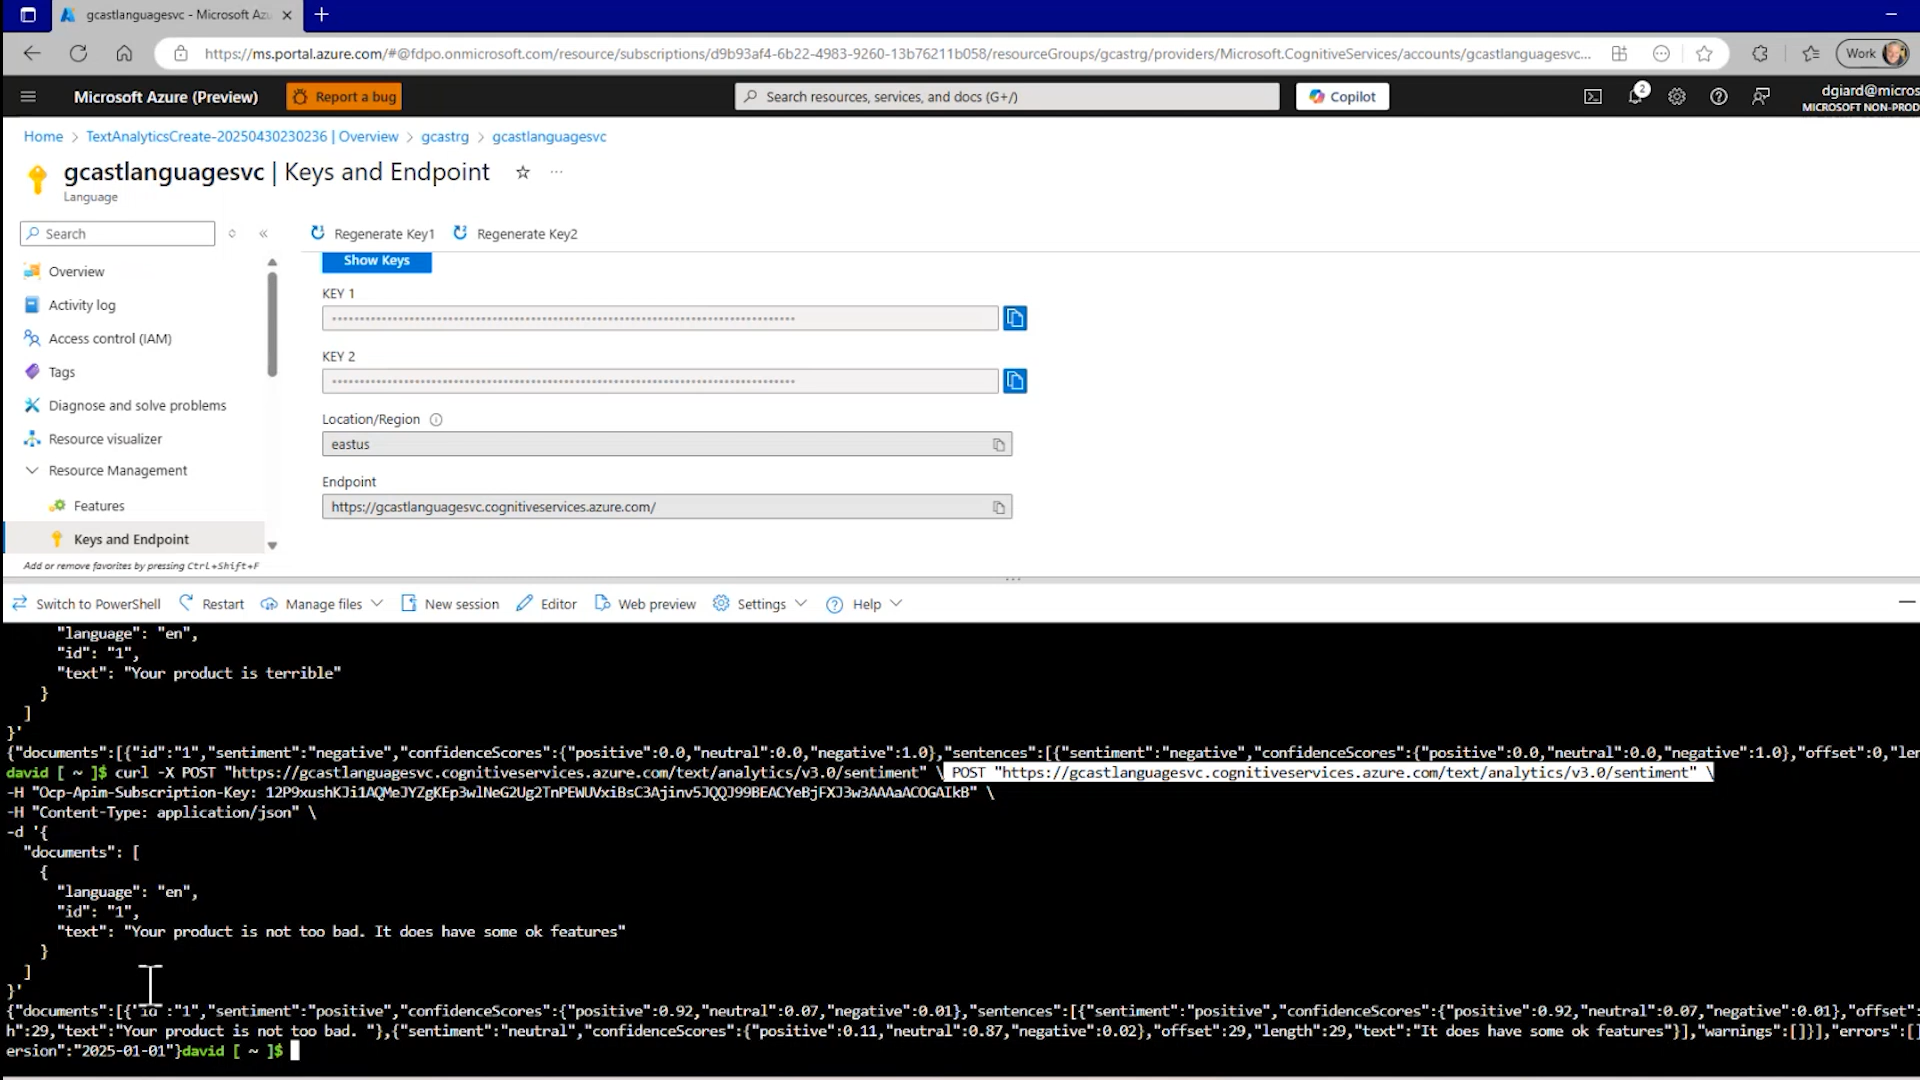 gcastlanguagesvc - Microsoft Azu
https://ms.portal.azure.com/#@fdpo.onmicrosoft.com/resource/subscriptions/d9b93af4-6b22-4983-9260-13b76211b058/resourceGroups/gcastrg/providers/Microsoft.CognitiveServices/accounts/gcastlanguagesvc...
Work
Microsoft Azure (Preview)
Report a bug
Search resources, services, and docs (G+/)
Copilot
2
dgiard@micros
MICROSOFT NON-PROD
Home > TextAnalyticsCreate-20250430230236 | Overview > gcastrg > gcastlanguagesvc
gcastlanguagesvc | Keys and Endpoint
Language
Search
Regenerate Key1
Regenerate Key2
Overview
Activity log
Access control (IAM)
Tags
Diagnose and solve problems
Resource visualizer
Resource Management
Features
Keys and Endpoint
Add or remove favorites by pressing Ctrl+Shift+F
Show Keys
KEY 1
KEY 2
Location/Region
eastus
Endpoint
https://gcastlanguagesvc.cognitiveservices.azure.com/
Switch to PowerShell
Restart
Manage files
New session
Editor
Web preview
Settings
Help
"language": "en",
"id": "1",
"text": "Your product is terrible"
}
]
}'
{"documents":[{"id":"1","sentiment":"negative","confidenceScores":{"positive":0.0,"neutral":0.0,"negative":1.0},"sentences":[{"sentiment":"negative","confidenceScores":{"positive":0.0,"neutral":0.0,"negative":1.0},"offset":0,"len
david [ ~ ]$ curl -X POST "https://gcastlanguagesvc.cognitiveservices.azure.com/text/analytics/v3.0/sentiment" \ POST "https://gcastlanguagesvc.cognitiveservices.azure.com/text/analytics/v3.0/sentiment" \
-H "Ocp-Apim-Subscription-Key: 12P9xushKJi1AQMeJYZgKEp3wlNeG2Ug2TnPEWUVxiBsC3Ajinv5JQQJ99BEACYeBjFXJ3w3AAAaACOGAIkB" \
-H "Content-Type: application/json" \
-d '{
"documents": [
{
"language": "en",
"id": "1",
"text": "Your product is not too bad. It does have some ok features"
}
]
}'
{"documents":[{"id":"1","sentiment":"positive","confidenceScores":{"positive":0.92,"neutral":0.07,"negative":0.01},"sentences":[{"sentiment":"positive","confidenceScores":{"positive":0.92,"neutral":0.07,"negative":0.01},"offset"
h":29,"text":"Your product is not too bad. "},{"sentiment":"neutral","confidenceScores":{"positive":0.11,"neutral":0.87,"negative":0.02},"offset":29,"length":29,"text":"It does have some ok features"}],"warnings":[]}],"errors":[]
ersion":"2025-01-01"}david [ ~ ]$